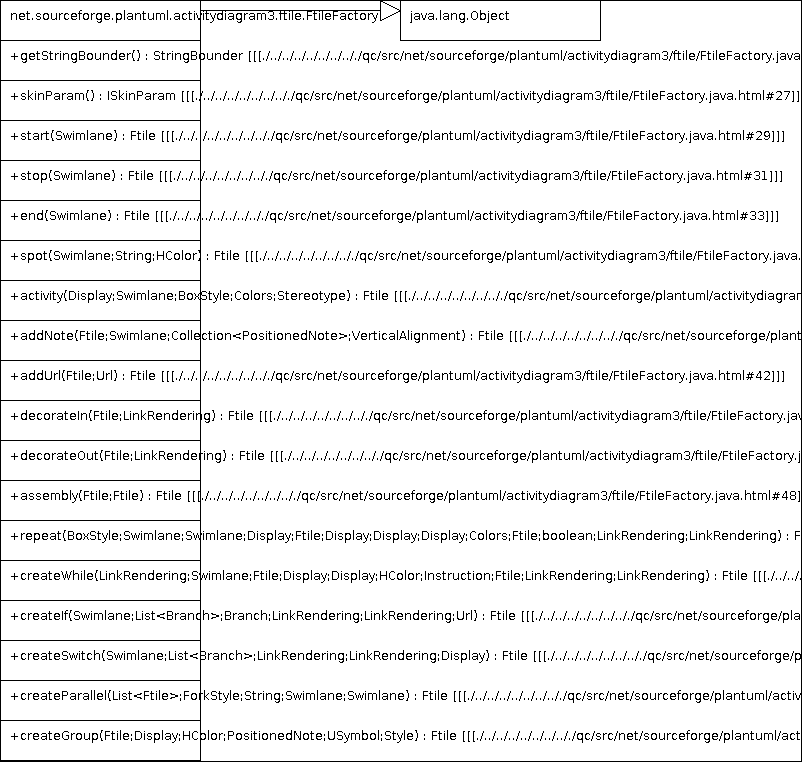 net.sourceforge.plantuml.activitydiagram3.ftile.FtileFactory
java.lang.Object
+getStringBounder() : StringBounder [[[./../../../../../../../qc/src/net/sourceforge/plantuml/activitydiagram3/ftile/FtileFactory.java
+skinParam() : ISkinParam [[[./../../../../../../../qc/src/net/sourceforge/plantuml/activitydiagram3/ftile/FtileFactory.java.html#27]]
+start(Swimlane) : Ftile [[[./../../../../../../../qc/src/net/sourceforge/plantuml/activitydiagram3/ftile/FtileFactory.java.html#29]]]
+stop(Swimlane) : Ftile [[[./../../../../../../../qc/src/net/sourceforge/plantuml/activitydiagram3/ftile/FtileFactory.java.html#31]]]
+end(Swimlane) : Ftile [[[./../../../../../../../qc/src/net/sourceforge/plantuml/activitydiagram3/ftile/FtileFactory.java.html#33]]]
+spot(Swimlane;String;HColor) : Ftile [[[./../../../../../../../qc/src/net/sourceforge/plantuml/activitydiagram3/ftile/FtileFactory.java.
+activity(Display;Swimlane;BoxStyle;Colors;Stereotype) : Ftile [[[./../../../../../../../qc/src/net/sourceforge/plantuml/activitydiagram
+addNote(Ftile;Swimlane;Collection<PositionedNote>;VerticalAlignment) : Ftile [[[./../../../../../../../qc/src/net/sourceforge/plant
+addUrl(Ftile;Url) : Ftile [[[./../../../../../../../qc/src/net/sourceforge/plantuml/activitydiagram3/ftile/FtileFactory.java.html#42]]]
+decorateIn(Ftile;LinkRendering) : Ftile [[[./../../../../../../../qc/src/net/sourceforge/plantuml/activitydiagram3/ftile/FtileFactory.jav
+decorateOut(Ftile;LinkRendering) : Ftile [[[./../../../../../../../qc/src/net/sourceforge/plantuml/activitydiagram3/ftile/FtileFactory.j
+assembly(Ftile;Ftile) : Ftile [[[./../../../../../../../qc/src/net/sourceforge/plantuml/activitydiagram3/ftile/FtileFactory.java.html#48]
+repeat(BoxStyle;Swimlane;Swimlane;Display;Ftile;Display;Display;Display;Colors;Ftile;boolean;LinkRendering;LinkRendering) : F
+createWhile(LinkRendering;Swimlane;Ftile;Display;Display;HColor;Instruction;Ftile;LinkRendering;LinkRendering) : Ftile [[[./../.
+createIf(Swimlane;List<Branch>;Branch;LinkRendering;LinkRendering;Url) : Ftile [[[./../../../../../../../qc/src/net/sourceforge/pla
+createSwitch(Swimlane;List<Branch>;LinkRendering;LinkRendering;Display) : Ftile [[[./../../../../../../../qc/src/net/sourceforge/p
+createParallel(List<Ftile>;ForkStyle;String;Swimlane;Swimlane) : Ftile [[[./../../../../../../../qc/src/net/sourceforge/plantuml/activ
+createGroup(Ftile;Display;HColor;PositionedNote;USymbol;Style) : Ftile [[[./../../../../../../../qc/src/net/sourceforge/plantuml/act